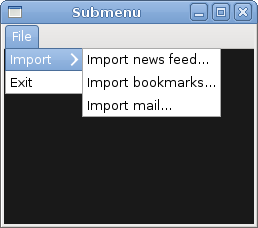 Submenu
File
Import
Exit
Import news feed...
Import bookmarks...
Import mail...